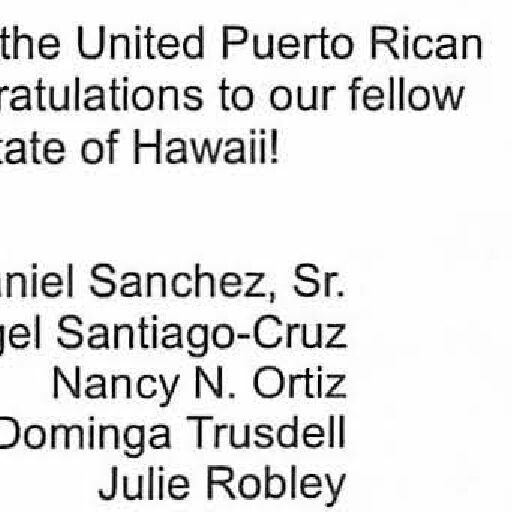 the United Puerto Rican
ratulations to our fellow
tate of Hawaii!
niel Sanchez, Sr.
gel Santiago-Cruz
Nancy N. Ortiz
Dominga Trusdell
Julie Robley